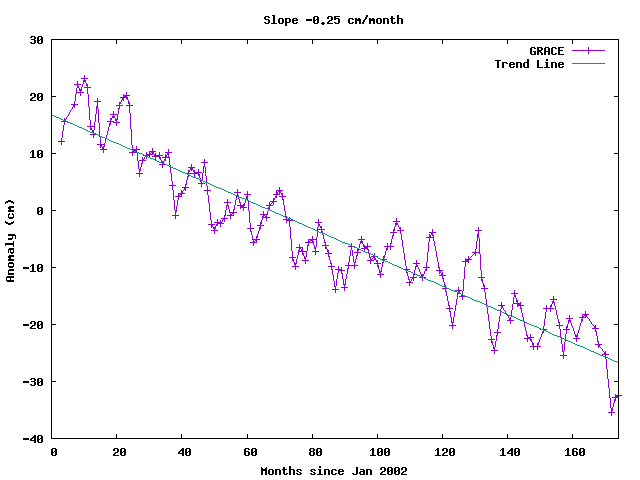 Slope -0.25 cm/month
30
20
10
0
-10
-20
-30
-40
Anomaly (cm)
GRACE
Trend Line
0 20 40 60 80 100 120 140 160
Months since Jan 2002